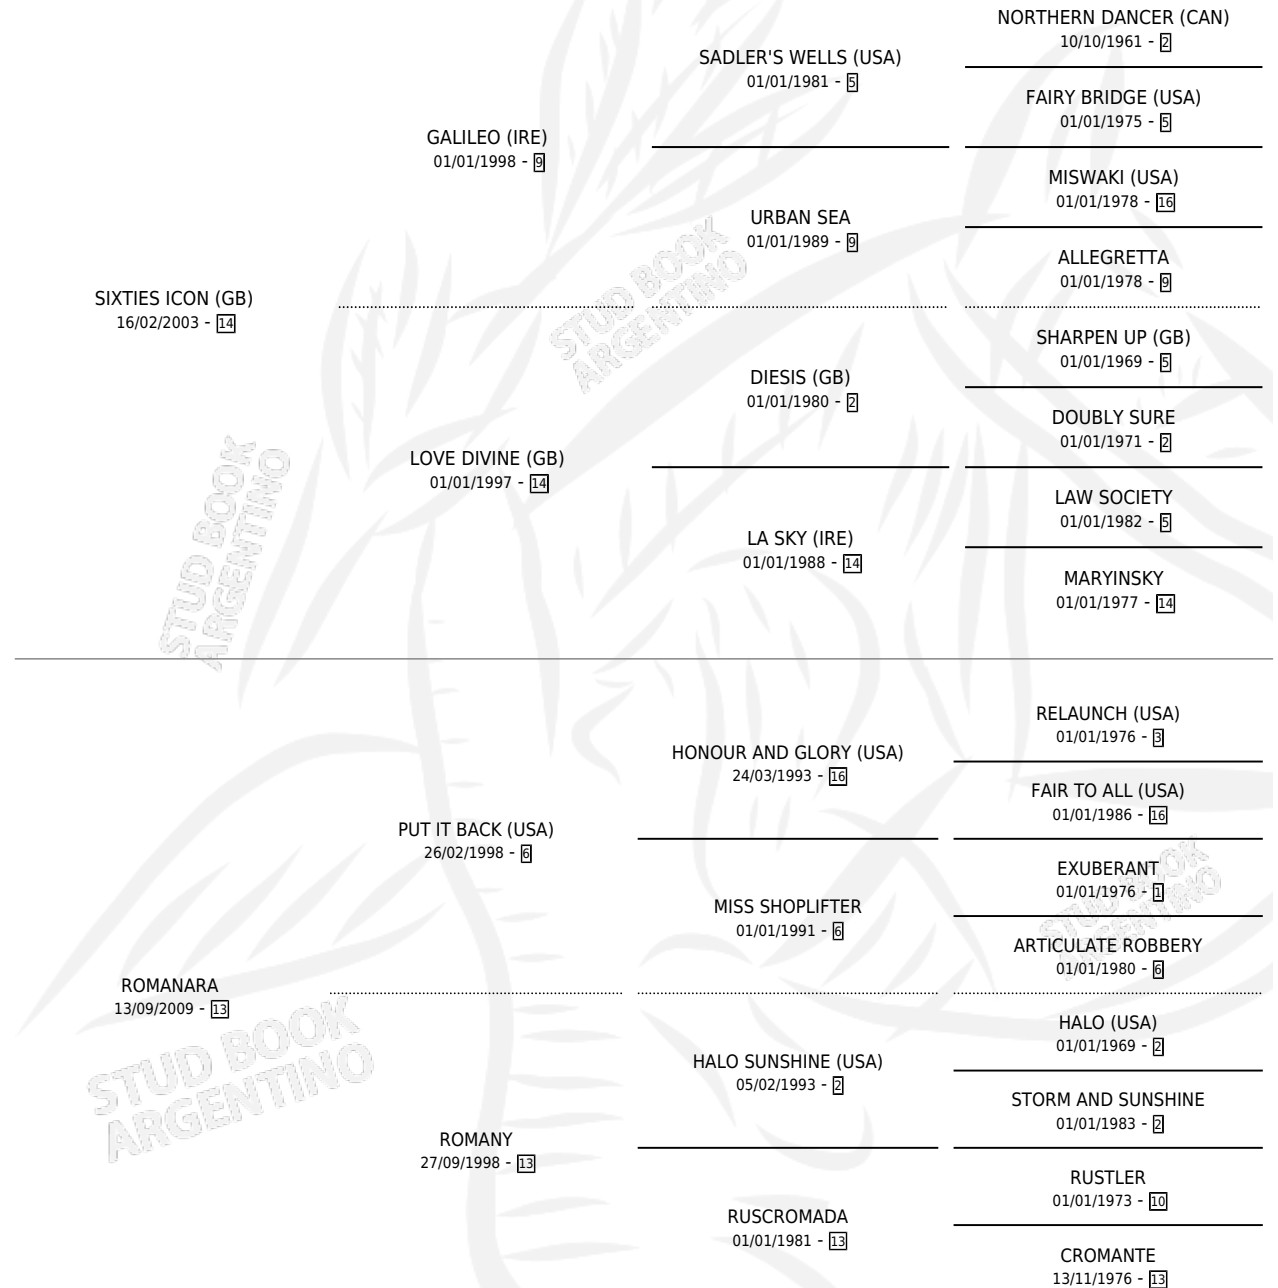 NORTHERN DANCER (CAN)
10/10/1961 - 2
SADLER'S WELLS (USA)
01/01/1981 - 5
FAIRY BRIDGE (USA)
01/01/1975 - 5
GALILEO (IRE)
01/01/1998 - 9
MISWAKI (USA)
01/01/1978 - 16
URBAN SEA
01/01/1989 - 9
ALLEGRETTA
01/01/1978 - 9
SIXTIES ICON (GB)
16/02/2003 - 14
STUD BOOK
ARGENTINO
SHARPEN UP (GB)
01/01/1969 - 5
DIESIS (GB)
01/01/1980 - 2
DOUBLY SURE
01/01/1971 - 2
LOVE DIVINE (GB)
01/01/1997 - 14
LAW SOCIETY
01/01/1982 - 5
LA SKY (IRE)
01/01/1988 - 14
MARYINSKY
01/01/1977 - 14
STUD BOOK
ARGENTINO
RELAUNCH (USA)
01/01/1976 - 3
HONOUR AND GLORY (USA)
24/03/1993 - 16
FAIR TO ALL (USA)
01/01/1986 - 16
PUT IT BACK (USA)
26/02/1998 - 6
EXUBERANT
01/01/1976 - 1
MISS SHOPLIFTER
01/01/1991 - 6
STUD BOOK
ARGENTINO
ARTICULATE ROBBERY
01/01/1980 - 6
ROMANARA
13/09/2009 - 13
STUD BOOK
ARGENTINO
HALO (USA)
01/01/1969 - 2
HALO SUNSHINE (USA)
05/02/1993 - 2
STORM AND SUNSHINE
01/01/1983 - 2
ROMANY
27/09/1998 - 13
RUSTLER
01/01/1973 - 10
RUSCROMADA
01/01/1981 - 13
CROMANTE
13/11/1976 - 13